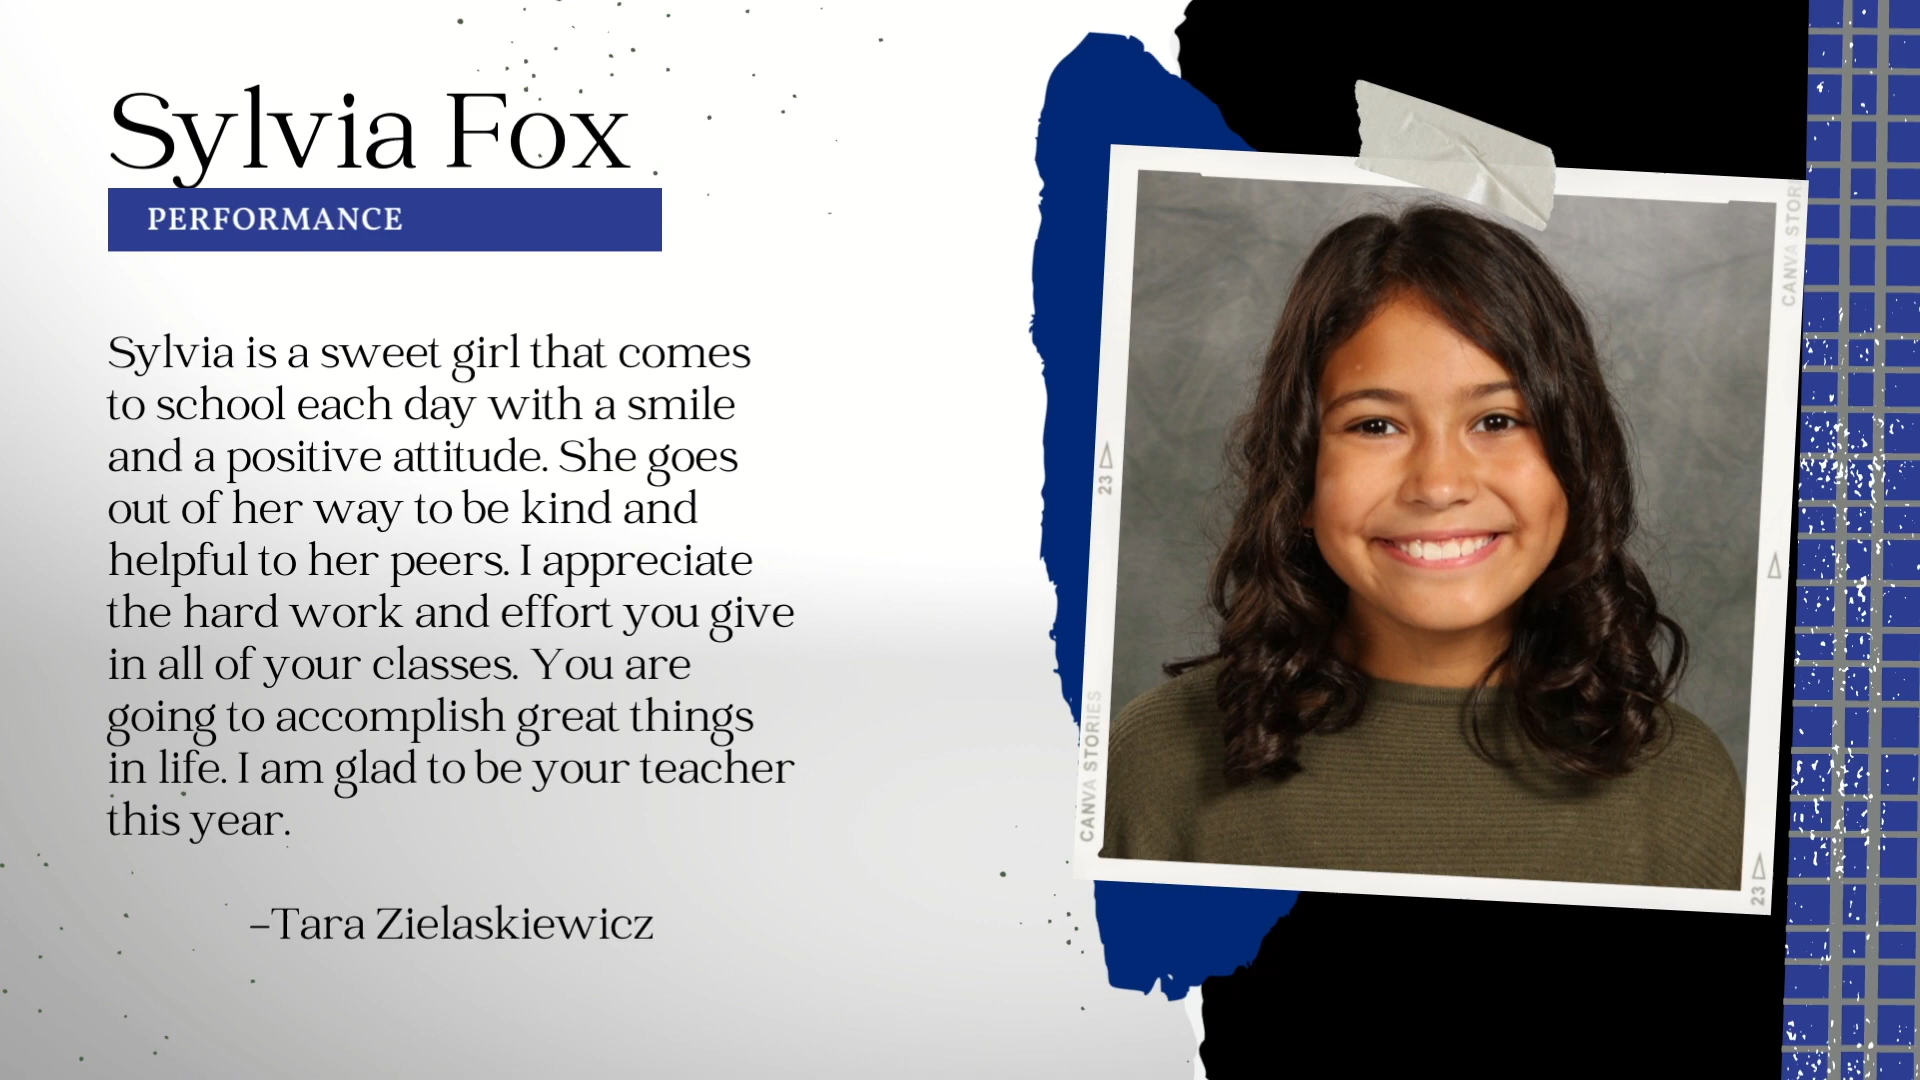 Sylvia Fox
PERFORMANCE
Sylvia is a sweet girl that comes
to school each day with a smile
and a positive attitude. She goes
out of her way to be kind and
helpful to her peers. I appreciate
the hard work and effort you give
in all of your classes. You are
going to accomplish great things
in life. I am glad to be your teacher
this year.
–Tara Zielaskiewicz
CANVA STORIES
23
CANVA STORIES
23